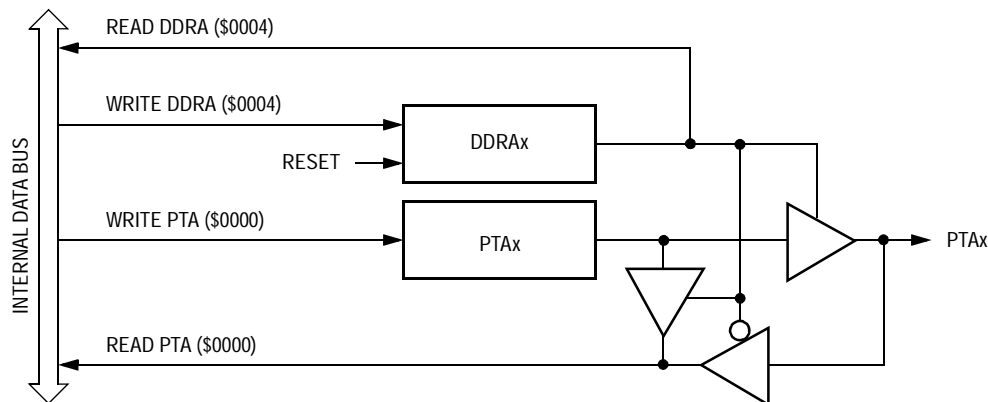 READ DDRA ($0004)
WRITE DDRA ($0004)
DDRAx
RESET
INTERNAL DATA BUS
WRITE PTA ($0000)
PTAx
PTAx
READ PTA ($0000)